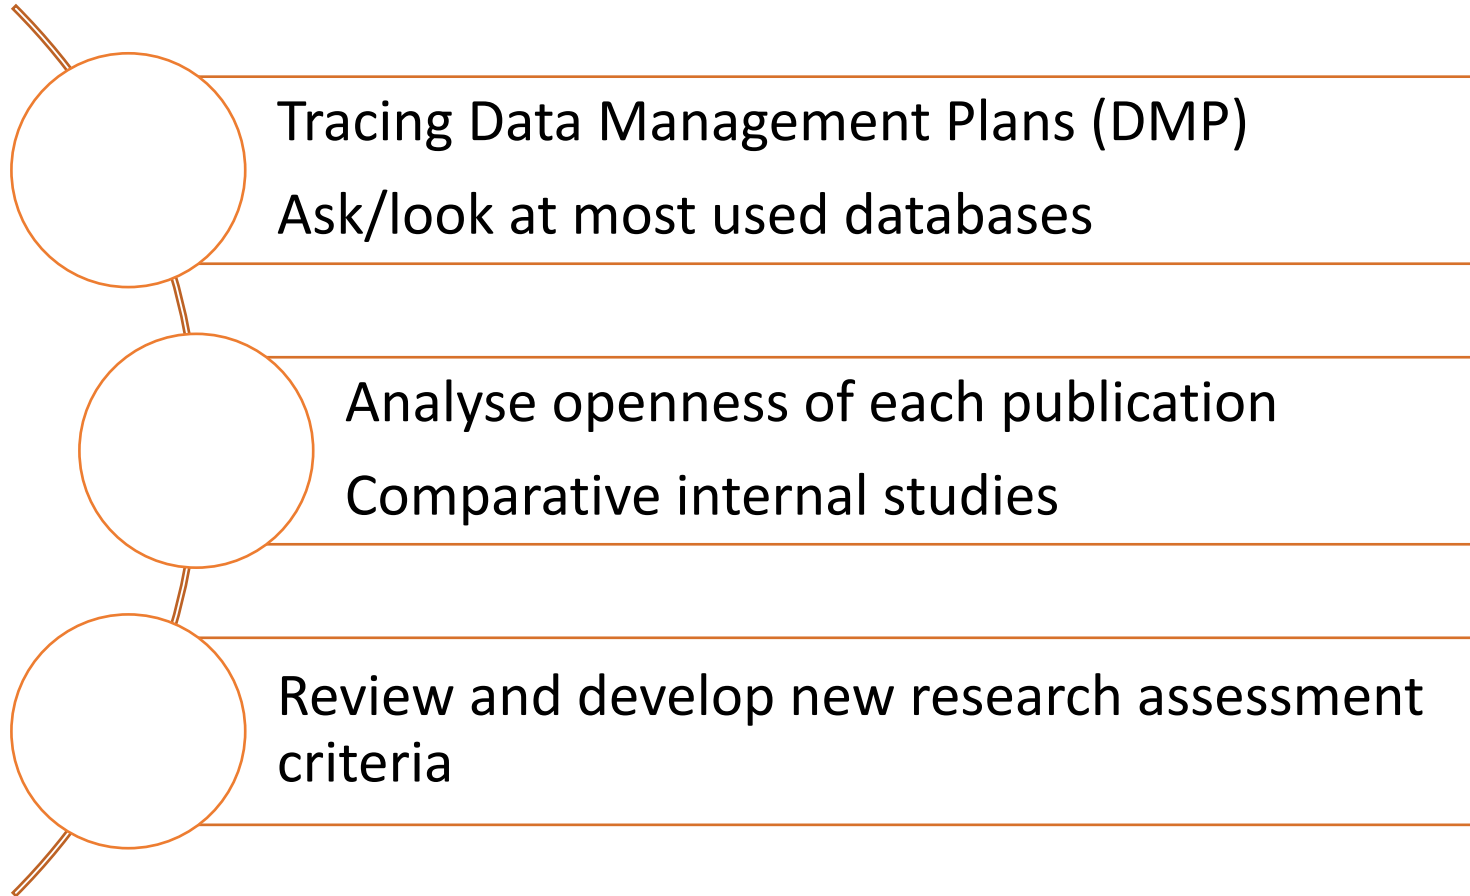 Tracing Data Management Plans (DMP)
Ask/look at most used databases
Analyse openness of each publication
Comparative internal studies
Review and develop new research assessment
criteria